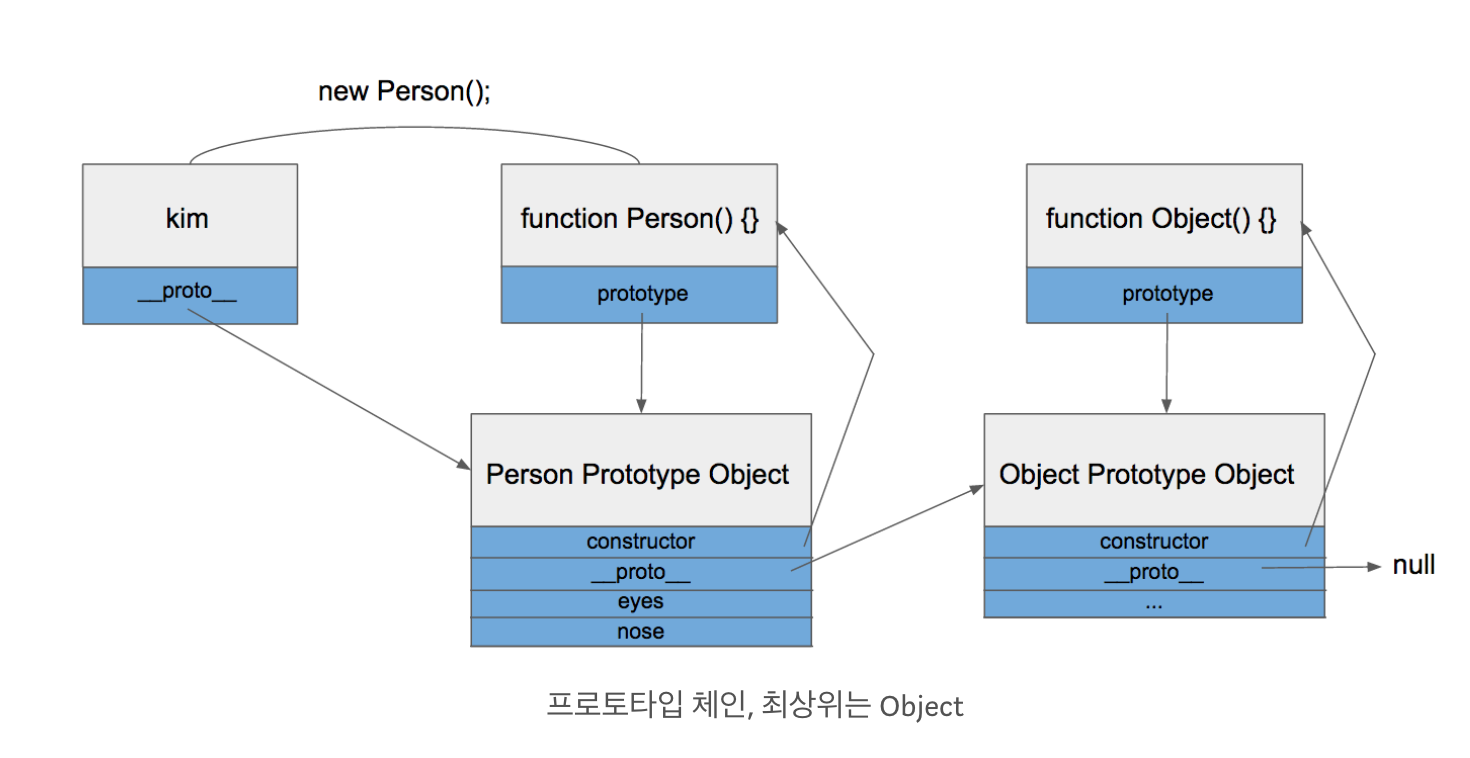 new Person();
kim
__proto__
function Person() {}
prototype
function Object() {}
prototype
Person Prototype Object
constructor
__proto__
eyes
nose
Object Prototype Object
constructor
__proto__
...
null
프로토타입 체인, 최상위는 Object